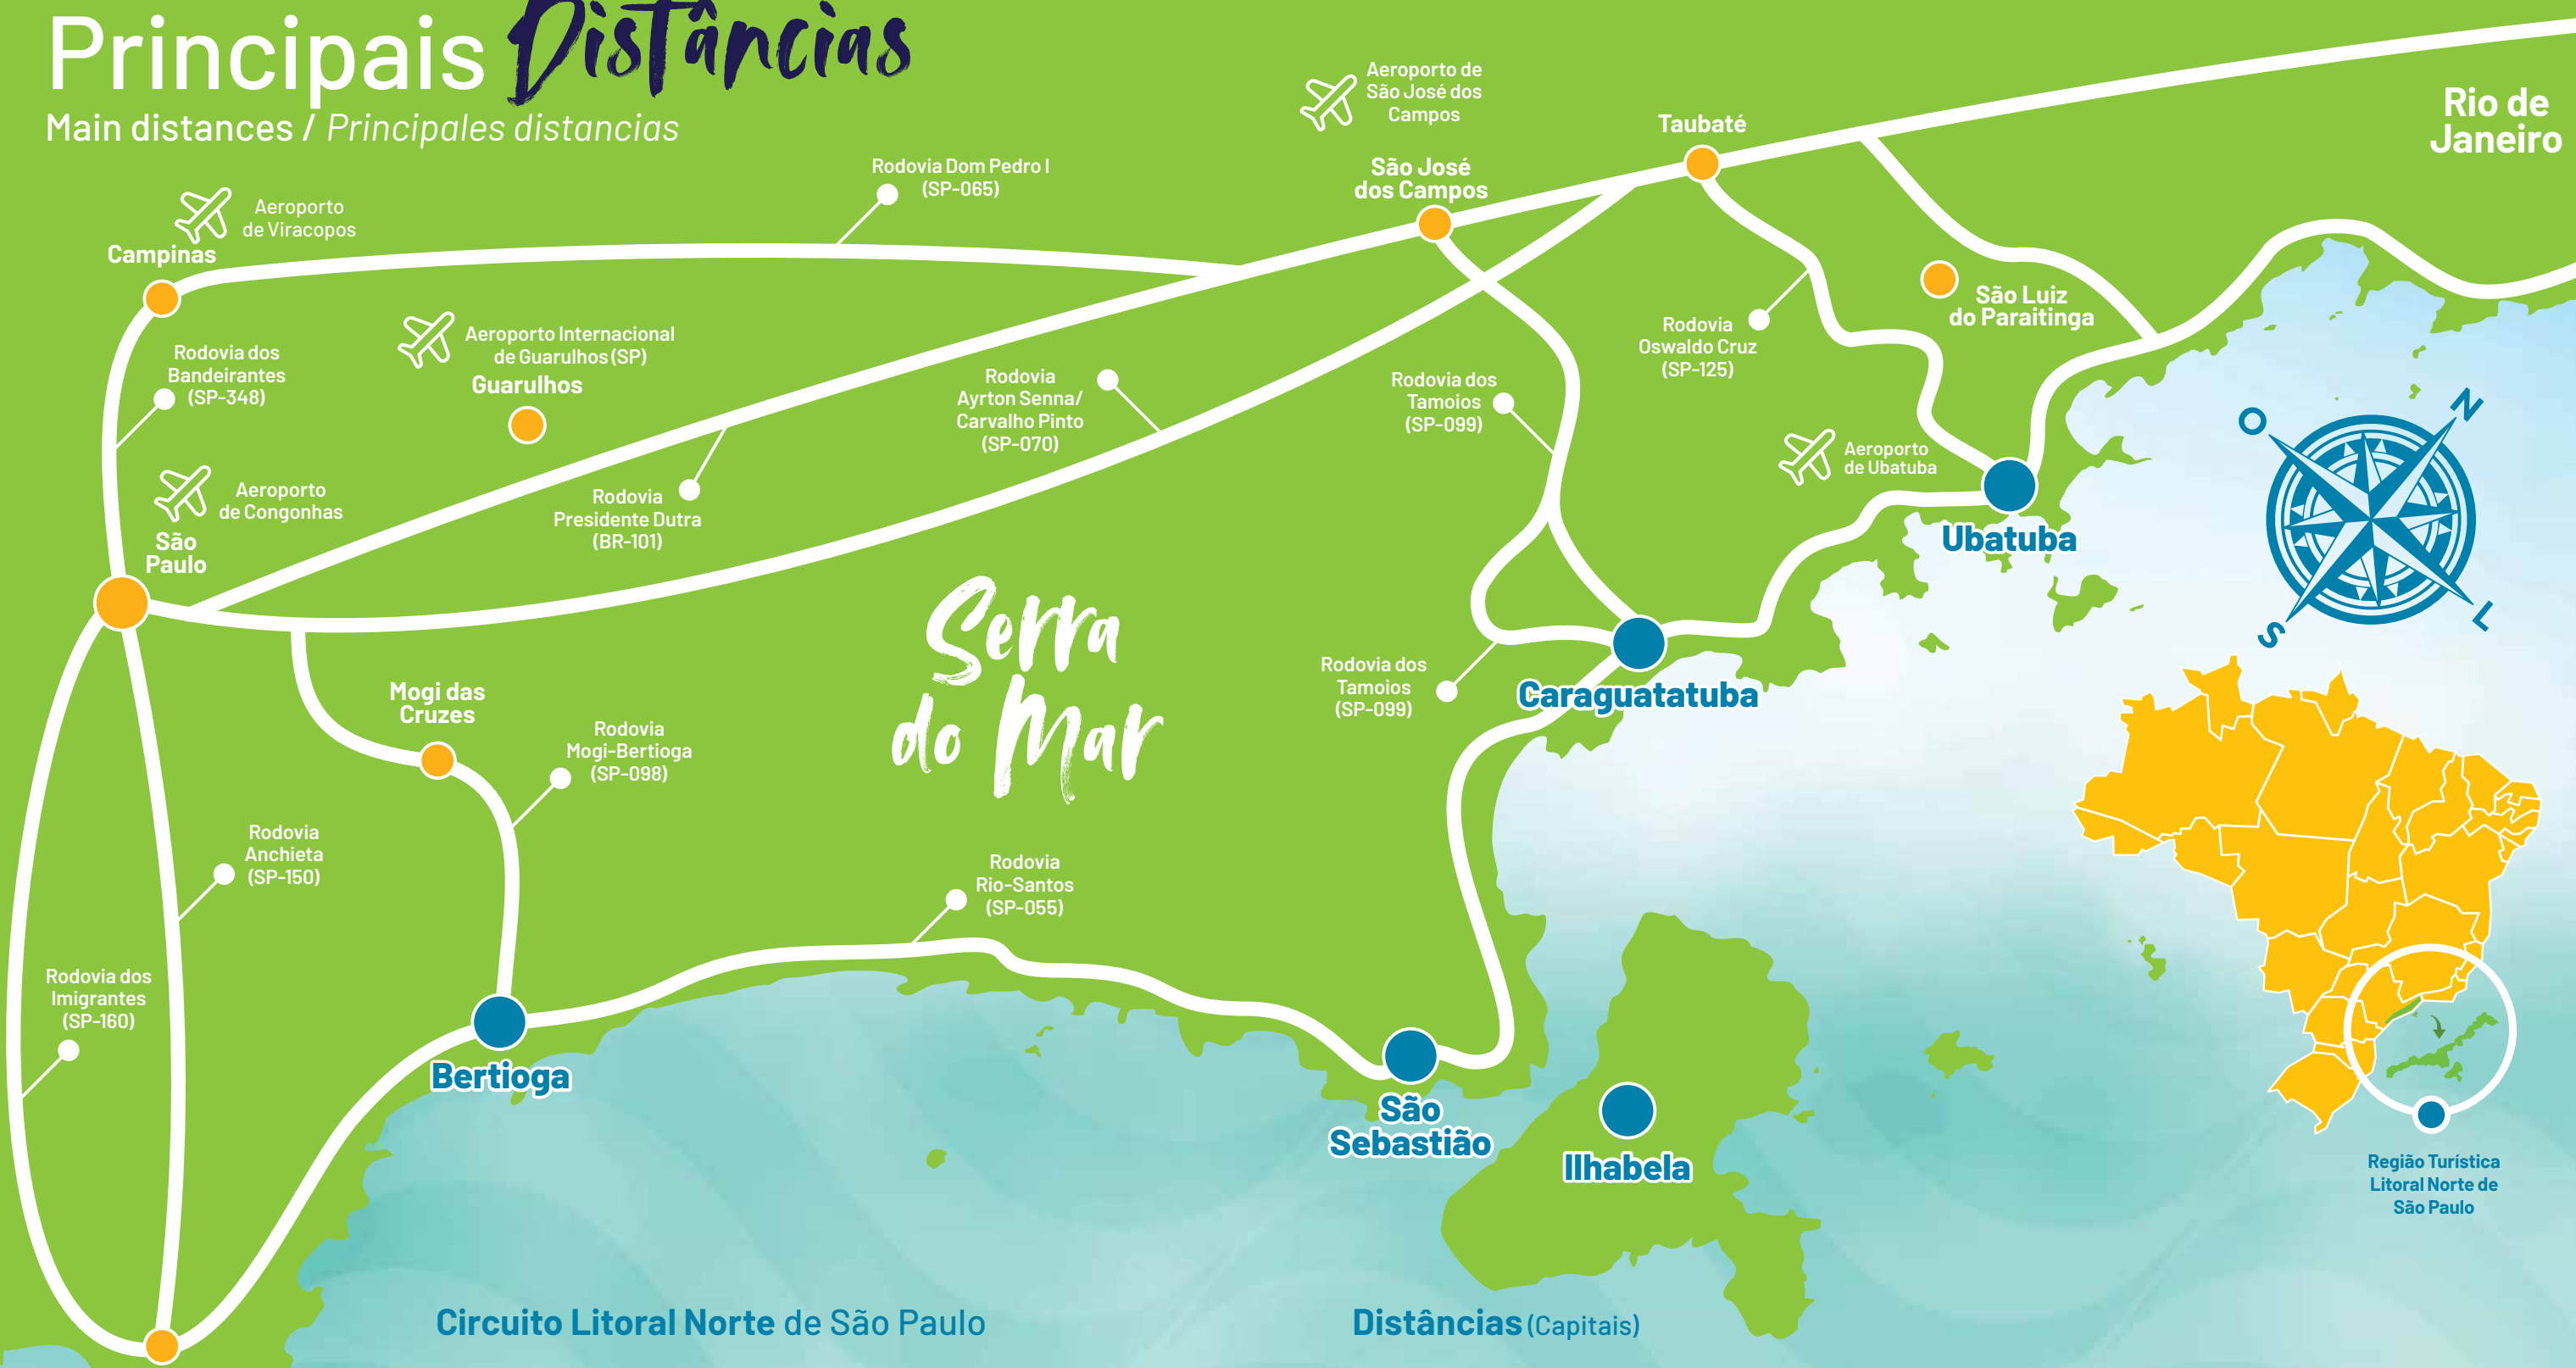 Principais Distâncias
Main distances / Principales distancias
Aeroporto de
São José dos
Campos
Taubaté
Rio de
Janeiro
Rodovia Dom Pedro I
(SP-065)
São José
dos Campos
Aeroporto
de Viracopos
Campinas
São Luiz
do Paraitinga
Aeroporto Internacional
de Guarulhos (SP)
Guarulhos
Rodovia
Oswaldo Cruz
(SP-125)
Rodovia dos
Bandeirantes
(SP-348)
Rodovia
Ayrton Senna/
Carvalho Pinto
(SP-070)
Rodovia dos
Tamoios
(SP-099)
O
N
L
S
Aeroporto
de Ubatuba
Aeroporto
de Congonhas
Rodovia
Presidente Dutra
(BR-101)
São
Paulo
Ubatuba
Serra
do Mar
Rodovia dos
Tamoios
(SP-099)
Caraguatatuba
Mogi das
Cruzes
Rodovia
Mogi-Bertioga
(SP-098)
Rodovia
Anchieta
(SP-150)
Rodovia
Rio-Santos
(SP-055)
Rodovia dos
Imigrantes
(SP-160)
Bertioga
São
Sebastião
Ilhabela
Região Turística
Litoral Norte de
São Paulo
Circuito Litoral Norte de São Paulo
Distâncias (Capitais)